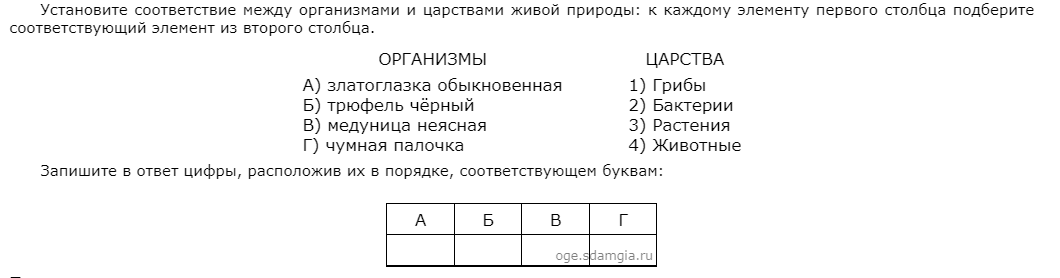 Установите соответствие между организмами и царствами живой природы: к каждому элементу первого столбца подберите
соответствующий элемент из второго столбца.
ОРГАНИЗМЫ ЦАРСТВА
А) златоглазка обыкновенная 1) Грибы
Б) трюфель чёрный 2) Бактерии
В) медуница неясная 3) Растения
Г) чумная палочка 4) Животные
Запишите в ответ цифры, расположив их в порядке, соответствующем буквам:
А Б В Г
oge.sdamgia.ru